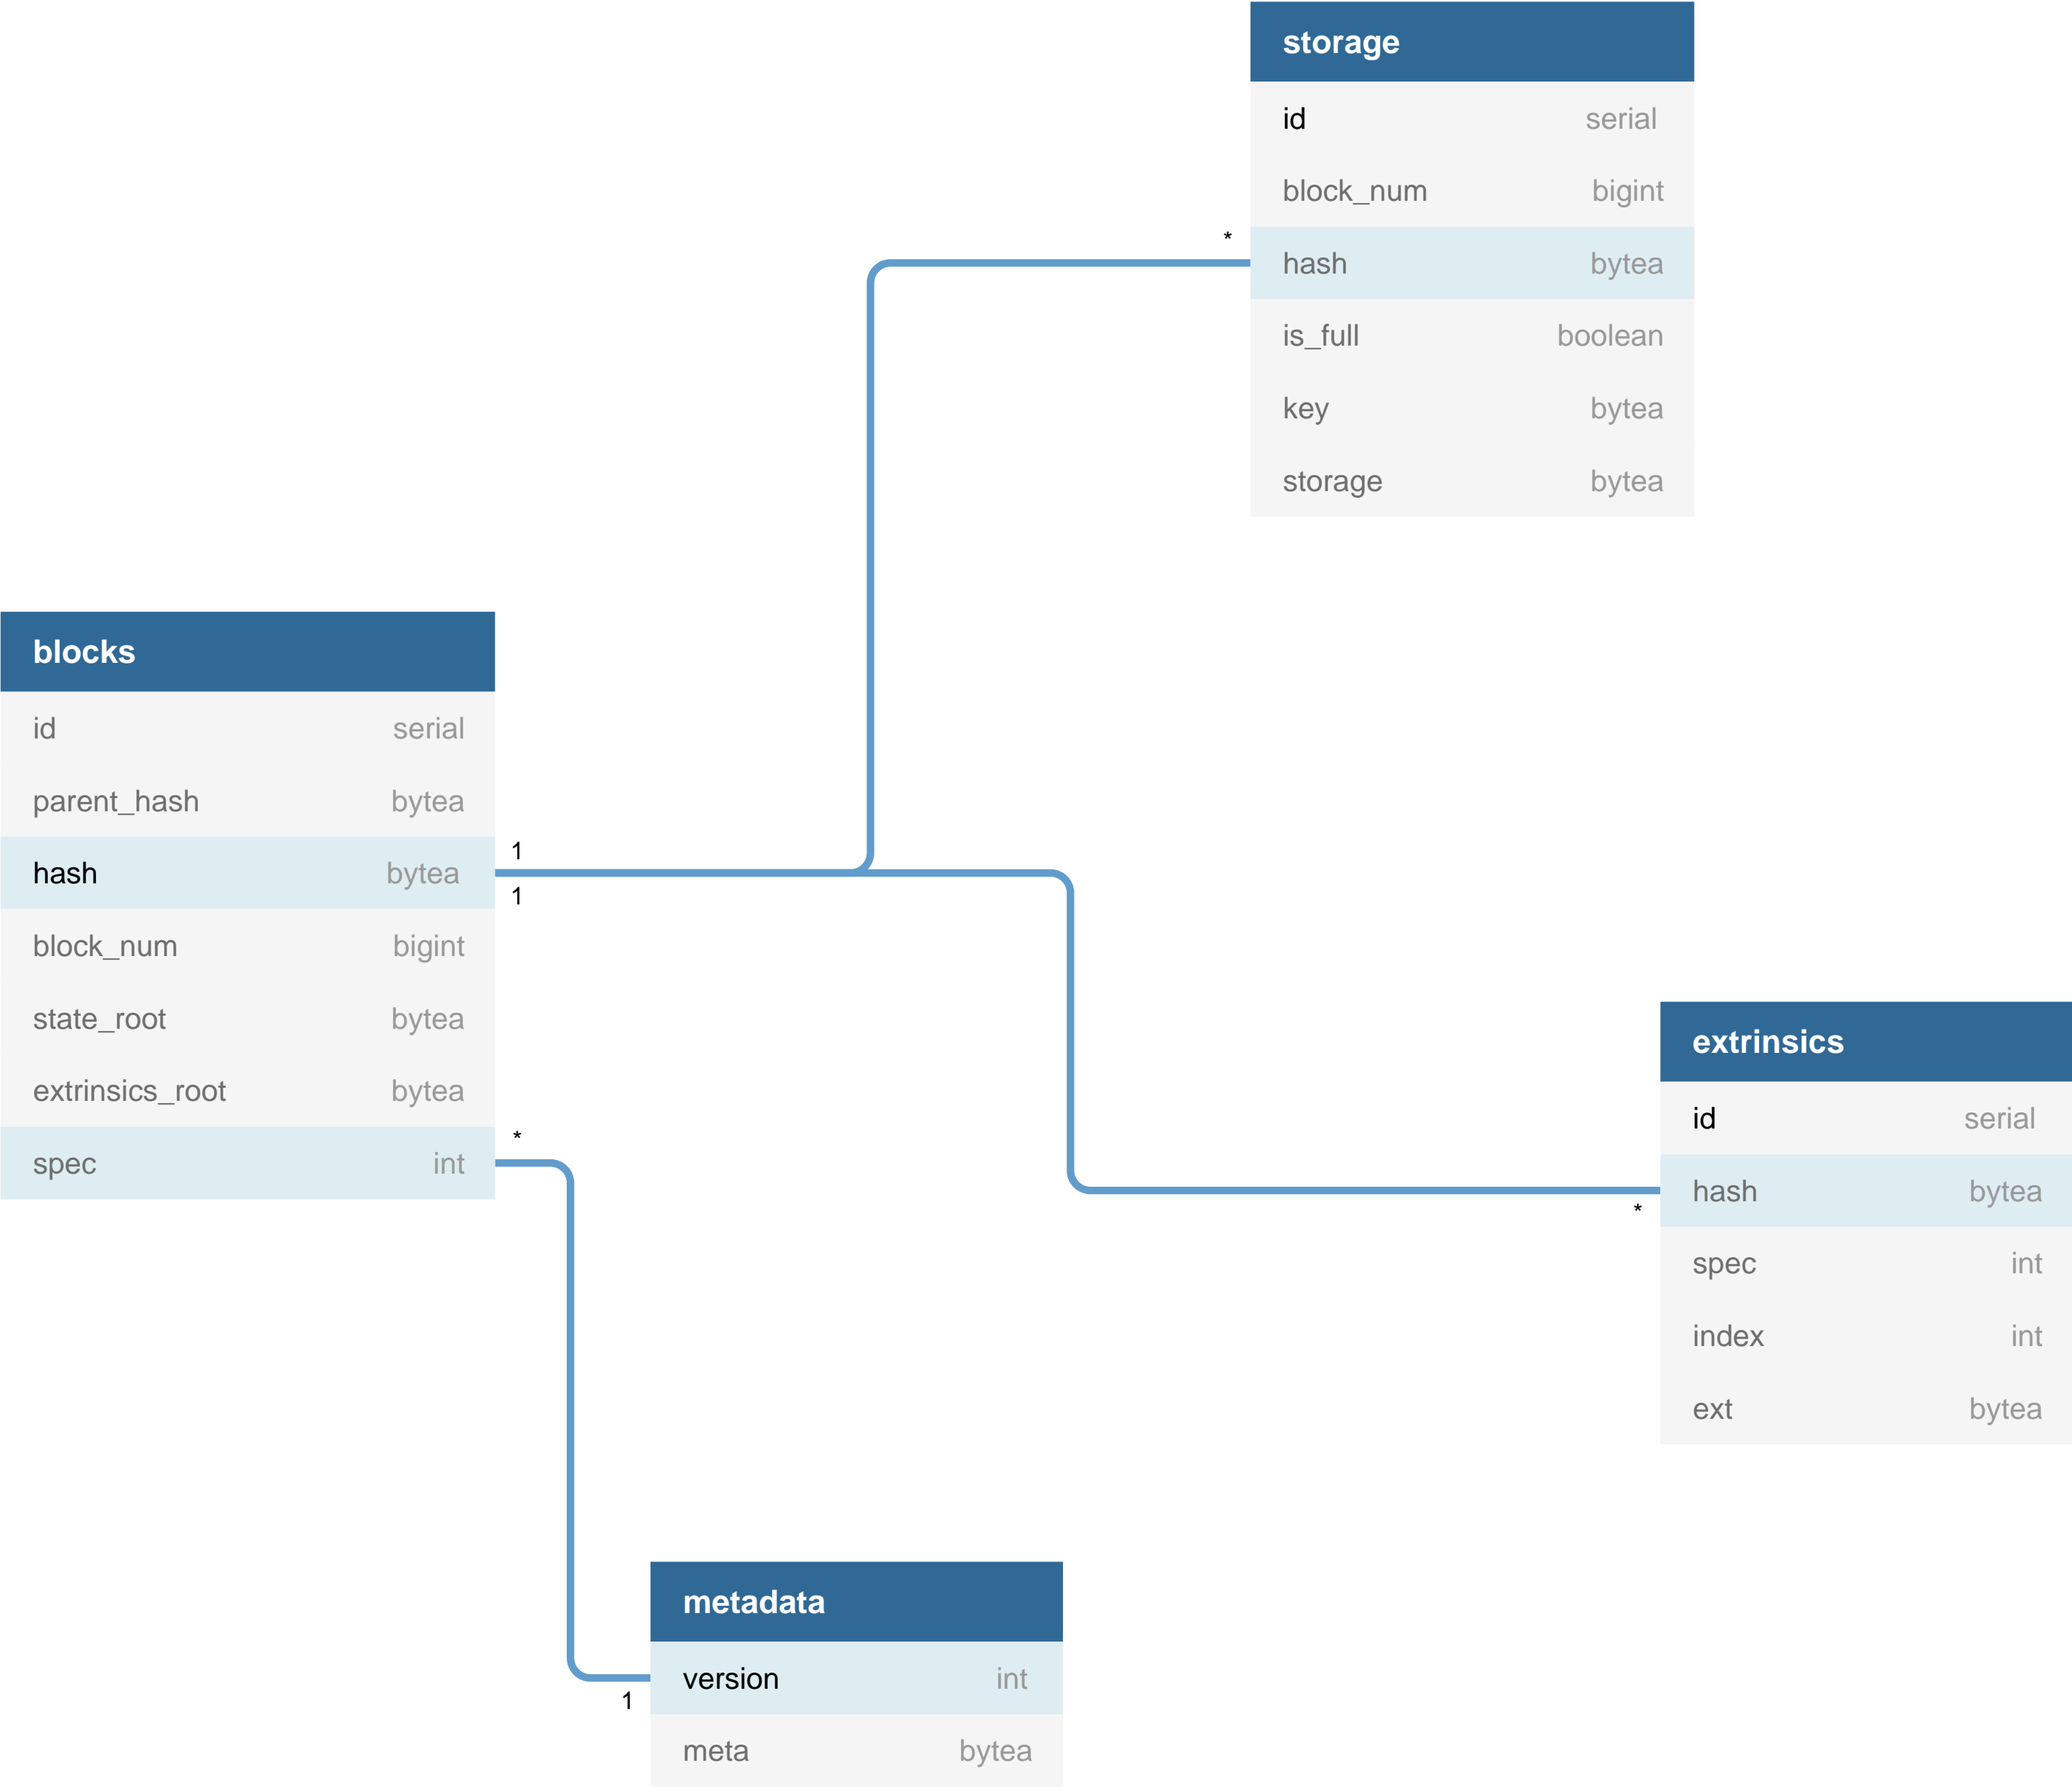 storage
id serial
block_num bigint
* hash bytea
is_full boolean
key bytea
storage bytea
blocks
id serial
parent_hash bytea
1
hash bytea
1
block_num bigint
state_root bytea
extrinsics_root bytea
*
spec int
extrinsics
id serial
hash bytea
*
spec int
index int
ext bytea
metadata
version int
1
meta bytea